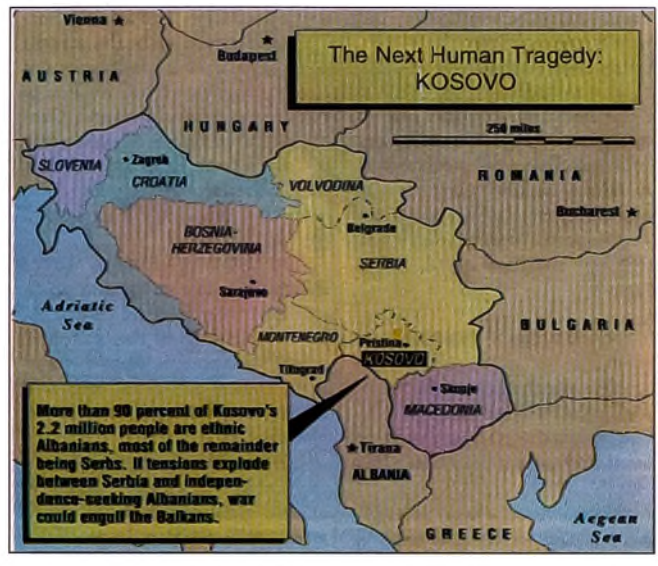 The Next Human Tragedy:
KOSOVO
Vienna
Budapest
AUSTRIA
HUNGARY
250 miles
SLOVENIA
Zagreb
CROATIA
VOLVODINA
ROMANIA
Bucharest
Belgrade
BOSNIA-
HERZEGOVINA
SERBIA
Sarajevo
Adriatic
Sea
BULGARIA
MONTENEGRO
Pristina
KOSOVO
Titograd
Skopje
MACEDONIA
More than 90 percent of Kosovo's
2.2 million people are ethnic
Albanians, most of the remainder
being Serbs. If tensions explode
between Serbia and indepen-
dence-seeking Albanians, war
could engulf the Balkans.
Tirana
ALBANIA
GREECE
Aegean
Sea